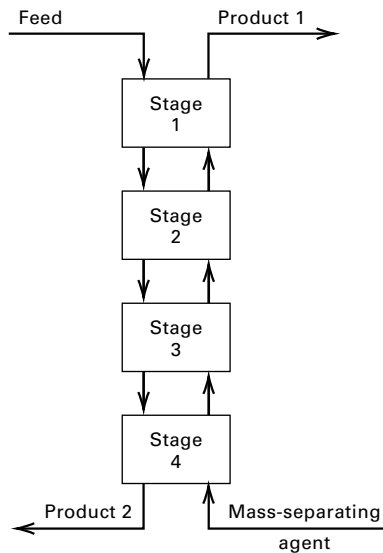 Feed
Product 1
Stage
1
Stage
2
Stage
3
Stage
4
Product 2
Mass-separating
agent